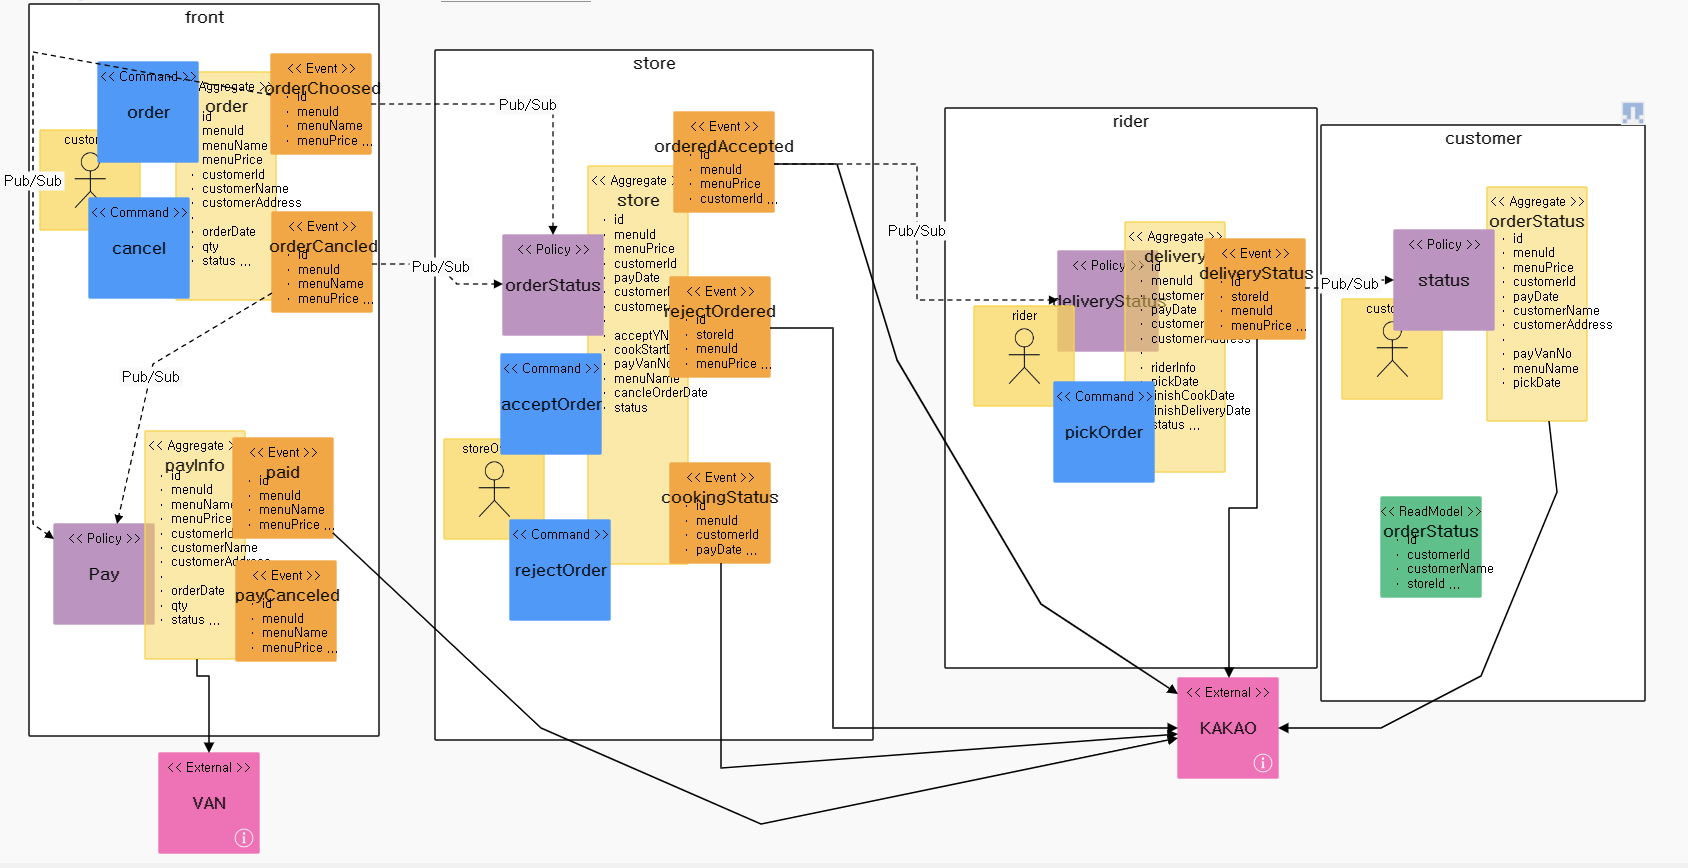 front
<< Command >>
order
<< Aggregate >>
order
id
menuId
menuName
menuPrice
· customerId
· customerName
· customerAddress
·
· orderDate
· qty
· status ...
<< Event >>
orderChoosed
· id
· menuId
· menuName
· menuPrice ...
custo
Pub/Sub
<< Command >>
cancel
<< Event >>
orderCancled
· id
· menuId
· menuName
· menuPrice ...
Pub/Sub
Pub/Sub
Pub/Sub
<< Aggregate >>
payInfo
· id
· menuId
· menuName
· menuPrice
· customerId
· customerName
· customerAddress
·
· orderDate
· qty
· status ...
<< Event >>
paid
· id
· menuId
· menuName
· menuPrice ...
<< Policy >>
Pay
<< Event >>
payCanceled
· id
· menuId
· menuName
· menuPrice ...
<< External >>
VAN
store
<< Event >>
orderedAccepted
· id
· menuId
· menuPrice
· customerId ...
<< Aggregate >>
store
· id
· menuId
· menuPrice
· customerId
· payDate
· customerI
· customer
·
· acceptYN
· cookStartD
· payVanNo
· menuName
· cancleOrderDate
· status
<< Policy >>
orderStatus
<< Event >>
rejectOrdered
· id
· storeId
· menuId
· menuPrice ...
<< Command >>
acceptOrder
storeO
<< Event >>
cookingStatus
· id
· menuId
· customerId
· payDate ...
<< Command >>
rejectOrder
rider
Pub/Sub
<< Policy >>
deliveryStatus
<< Aggregate >>
delivery
id
menuId
customer
payDate
customer
customerAddress
·
· riderInfo
pickDate
finishCookDate
finishDeliveryDate
status ...
<< Event >>
deliveryStatus
· id
· storeId
· menuId
· menuPrice ...
rider
<< Command >>
pickOrder
Pub/Sub
customer
<< Aggregate >>
orderStatus
· id
· menuId
· menuPrice
· customerId
· payDate
· customerName
· customerAddress
·
· payVanNo
· menuName
· pickDate
<< Policy >>
status
custo
<< ReadModel >>
orderStatus
· id
· customerId
· customerName
· storeId ...
<< External >>
KAKAO